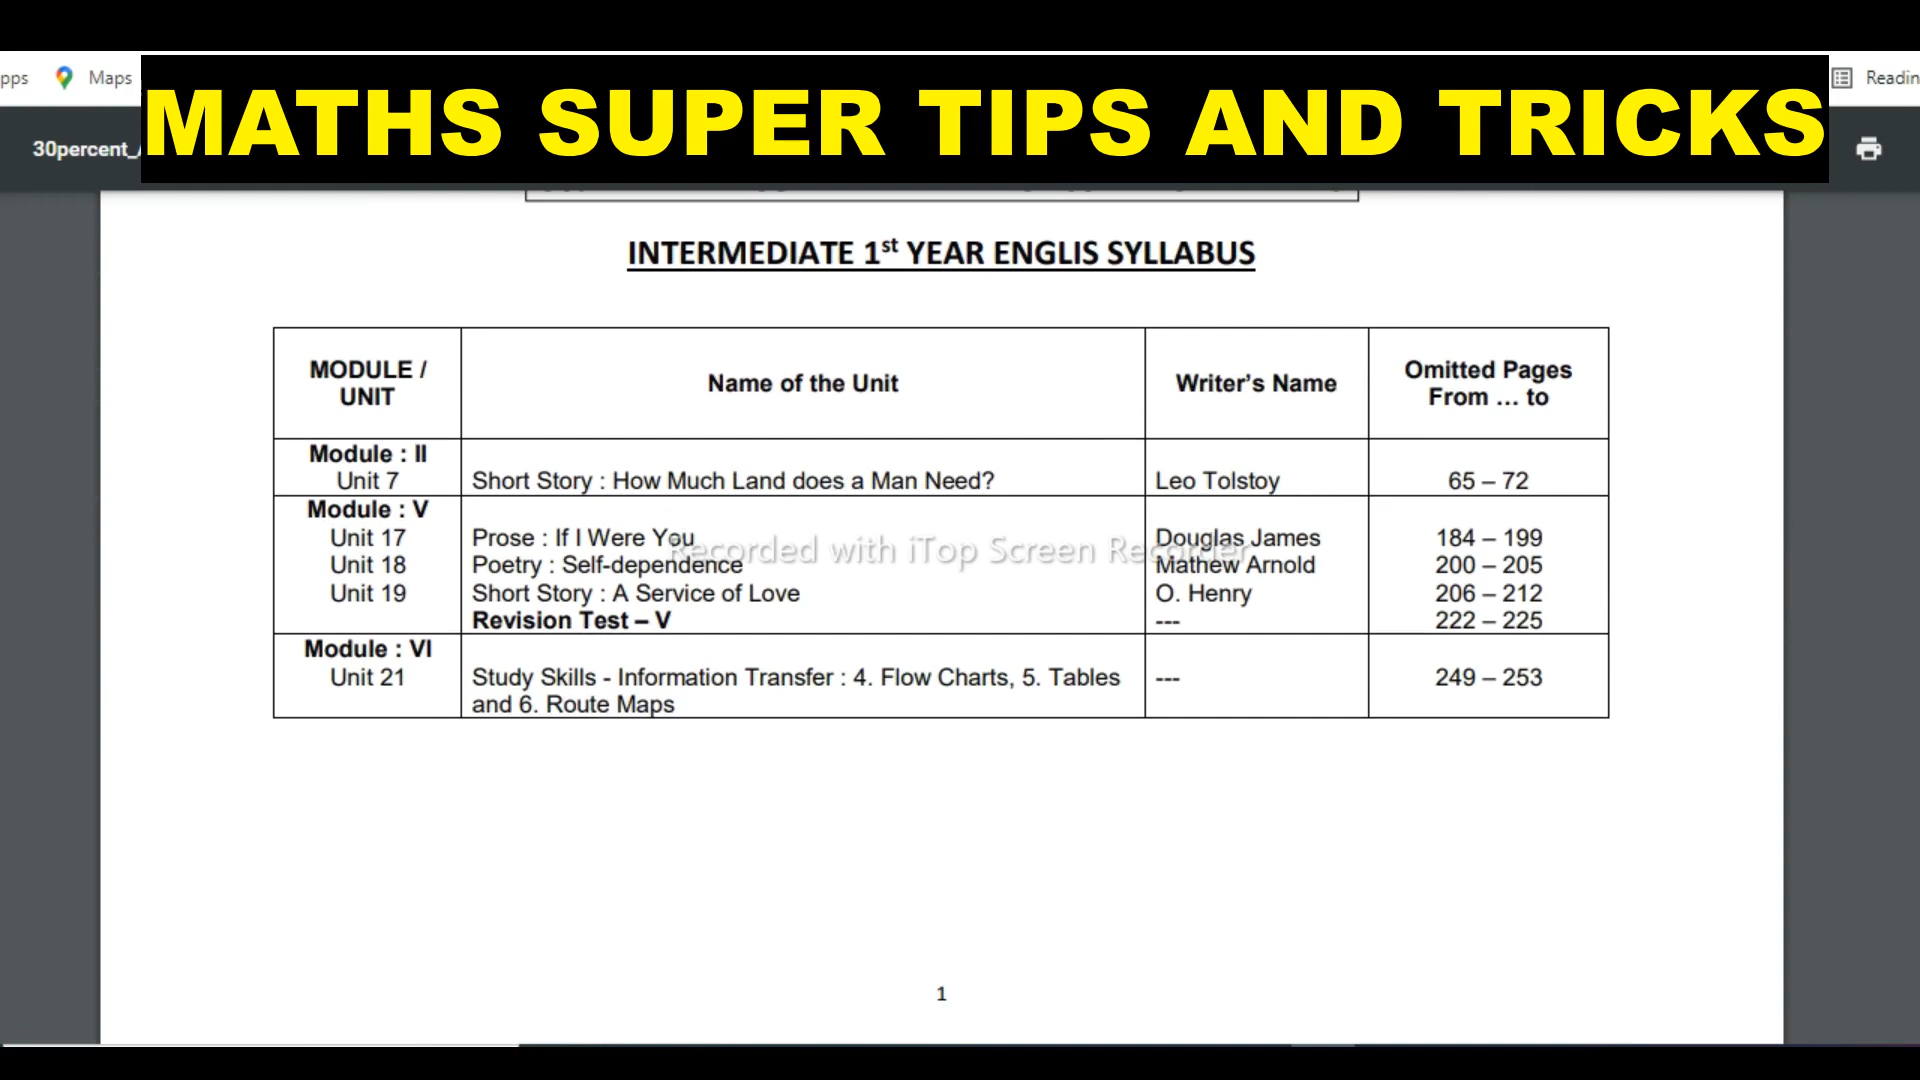 pps Maps Readin
MATHS SUPER TIPS AND TRICKS
30percent_
INTERMEDIATE 1st YEAR ENGLIS SYLLABUS
MODULE / UNIT Name of the Unit Writer’s Name Omitted Pages From … to
Module : II
Unit 7 Short Story : How Much Land does a Man Need? Leo Tolstoy 65 – 72
Module : V
Unit 17 Prose : If I Were You Douglas James 184 – 199
Recorded with iTop Screen Recorder
Unit 18 Poetry : Self-dependence Mathew Arnold 200 – 205
Unit 19 Short Story : A Service of Love O. Henry 206 – 212
Revision Test – V --- 222 – 225
Module : VI
Unit 21 Study Skills - Information Transfer : 4. Flow Charts, 5. Tables --- 249 – 253
and 6. Route Maps
1